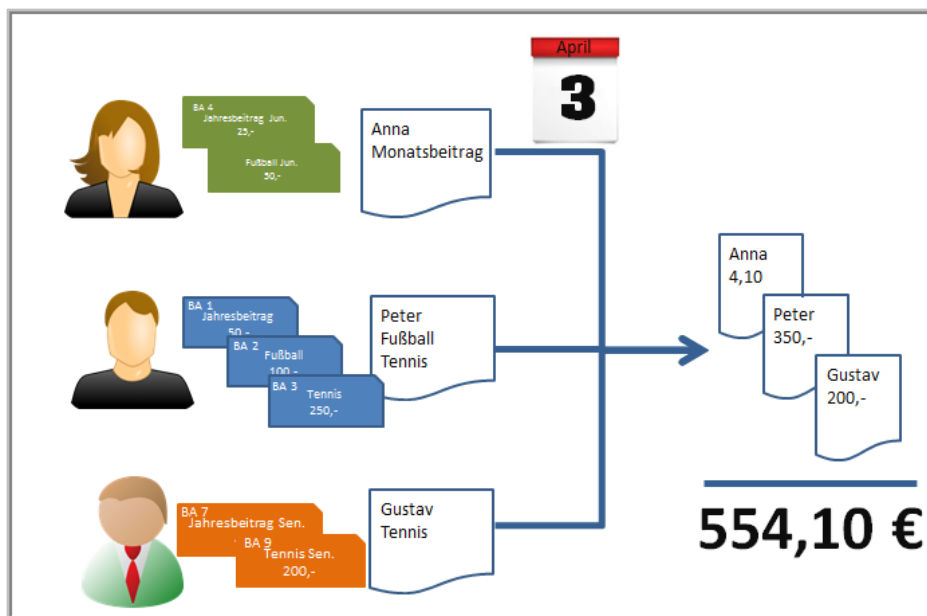 April
3
BA 4
Jahresbeitrag Jun.
25,-
Fußball Jun.
50,-
Anna
Monatsbeitrag
BA 1
Jahresbeitrag
50,-
BA 2
Fußball
100,-
BA 3
Tennis
250,-
Peter
Fußball
Tennis
BA 7
Jahresbeitrag Sen.
BA 9
Tennis Sen.
200,-
Gustav
Tennis
Anna
4,10
Peter
350,-
Gustav
200,-
554,10 €